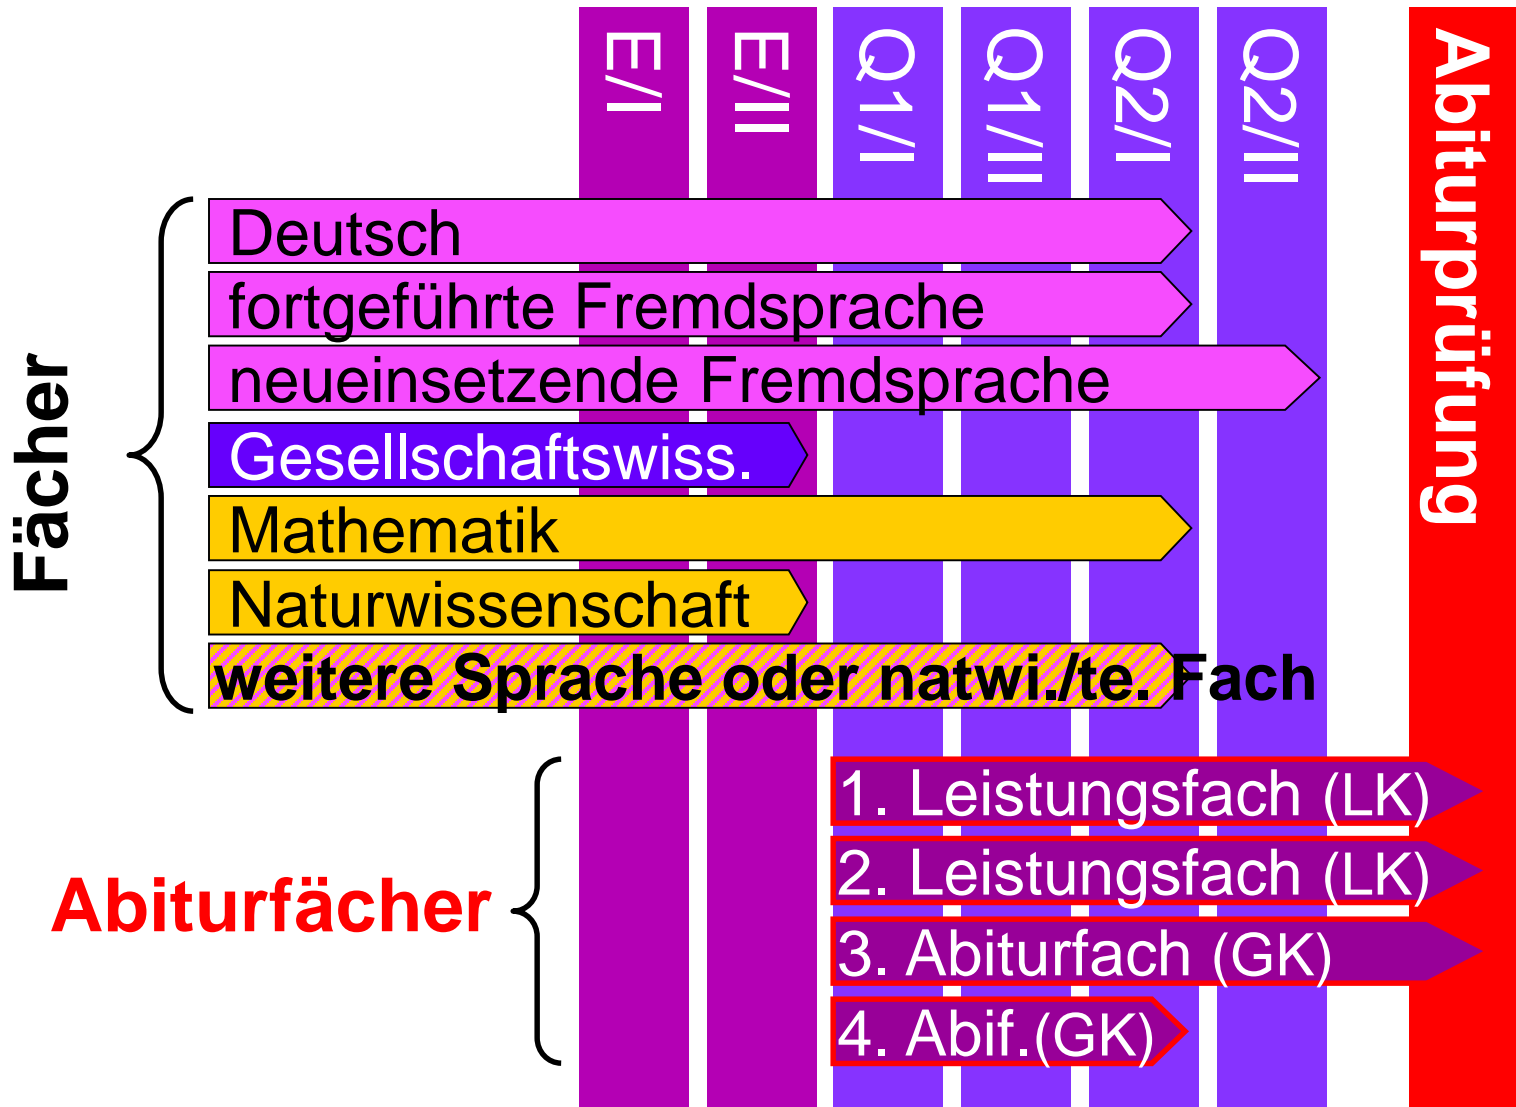 E/I
E/II
Q1/I
Q1/II
Q2/I
Q2/II
Abiturprüfung
Fächer
Deutsch
fortgeführte Fremdsprache
neueinsetzende Fremdsprache
Gesellschaftswiss.
Mathematik
Naturwissenschaft
weitere Sprache oder natwi./te. Fach
Abiturfächer
1. Leistungsfach (LK)
2. Leistungsfach (LK)
3. Abiturfach (GK)
4. Abif.(GK)